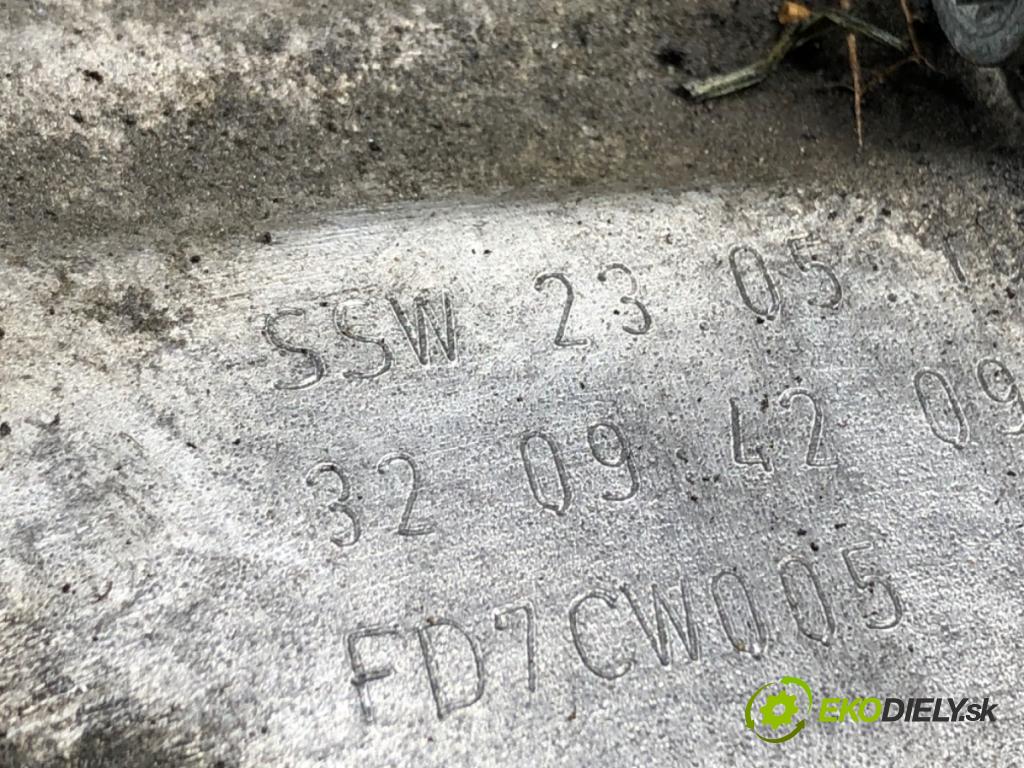 SSW 23 05
32 09 42 09
FD7CW005
EKODIELY.sk